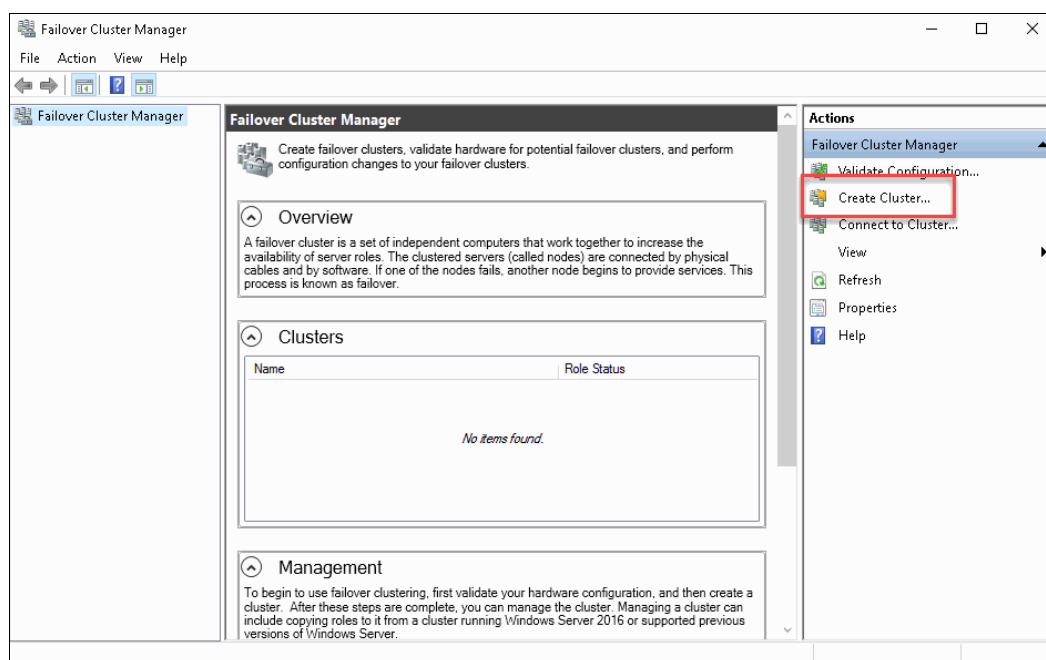 Failover Cluster Manager
File Action View Help
Failover Cluster Manager
Failover Cluster Manager
Create failover clusters, validate hardware for potential failover clusters, and perform
configuration changes to your failover clusters.
Overview
A failover cluster is a set of independent computers that work together to increase the
availability of server roles. The clustered servers (called nodes) are connected by physical
cables and by software. If one of the nodes fails, another node begins to provide services. This
process is known as failover.
Clusters
Name Role Status
No items found.
Management
To begin to use failover clustering, first validate your hardware configuration, and then create a
cluster. After these steps are complete, you can manage the cluster. Managing a cluster can
include copying roles to it from a cluster running Windows Server 2016 or supported previous
versions of Windows Server.
Actions
Failover Cluster Manager
Validate Configuration...
Create Cluster...
Connect to Cluster...
View
Refresh
Properties
Help